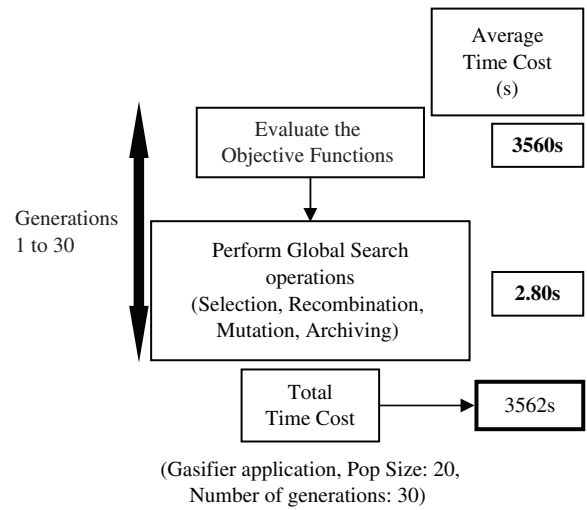 Average
Time Cost
(s)
Evaluate the
Objective Functions
3560s
Generations
1 to 30
Perform Global Search
operations
(Selection, Recombination,
Mutation, Archiving)
2.80s
Total
Time Cost
3562s
(Gasifier application, Pop Size: 20,
Number of generations: 30)